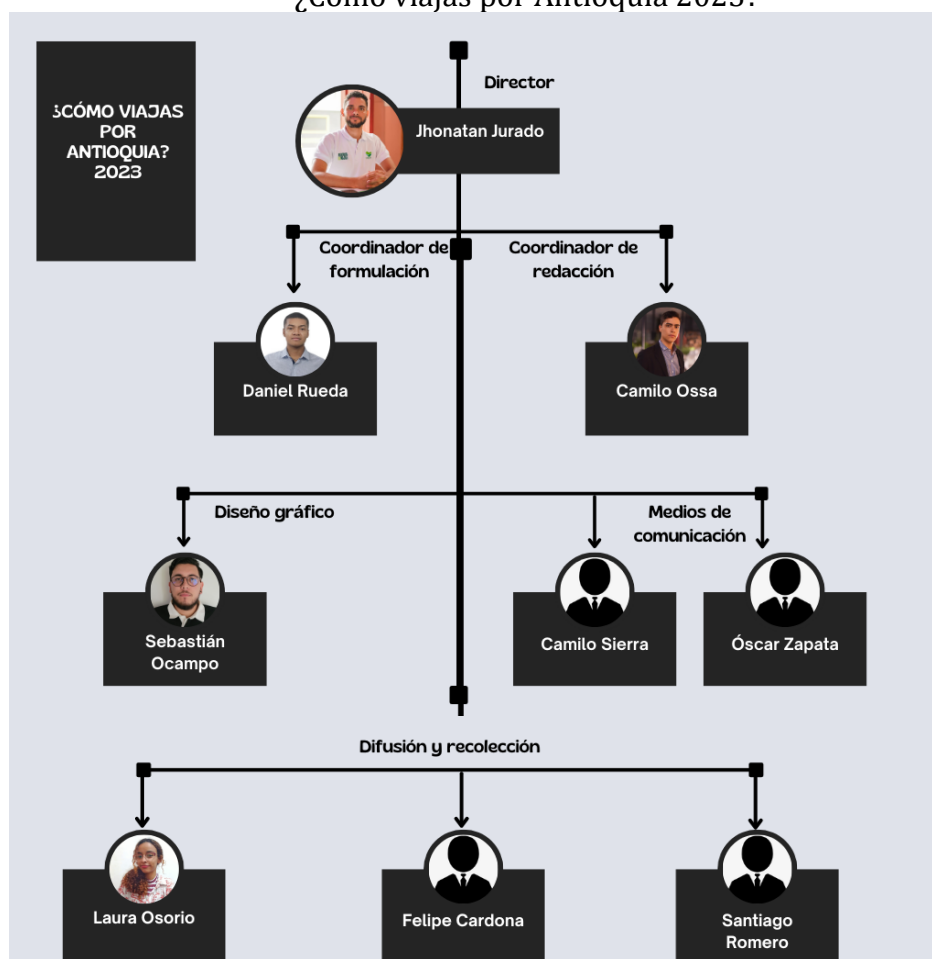 ¿Cómo viajas por Antioquia 2023?
¿CÓMO VIAJAS
POR
ANTIOQUIA?
2023
Director
Jhonatan Jurado
Coordinador de
formulación
Coordinador de
redacción
Daniel Rueda
Camilo Ossa
Diseño gráfico
Medios de
comunicación
Sebastián
Ocampo
Camilo Sierra
Óscar Zapata
Difusión y recolección
Laura Osorio
Felipe Cardona
Santiago
Romero